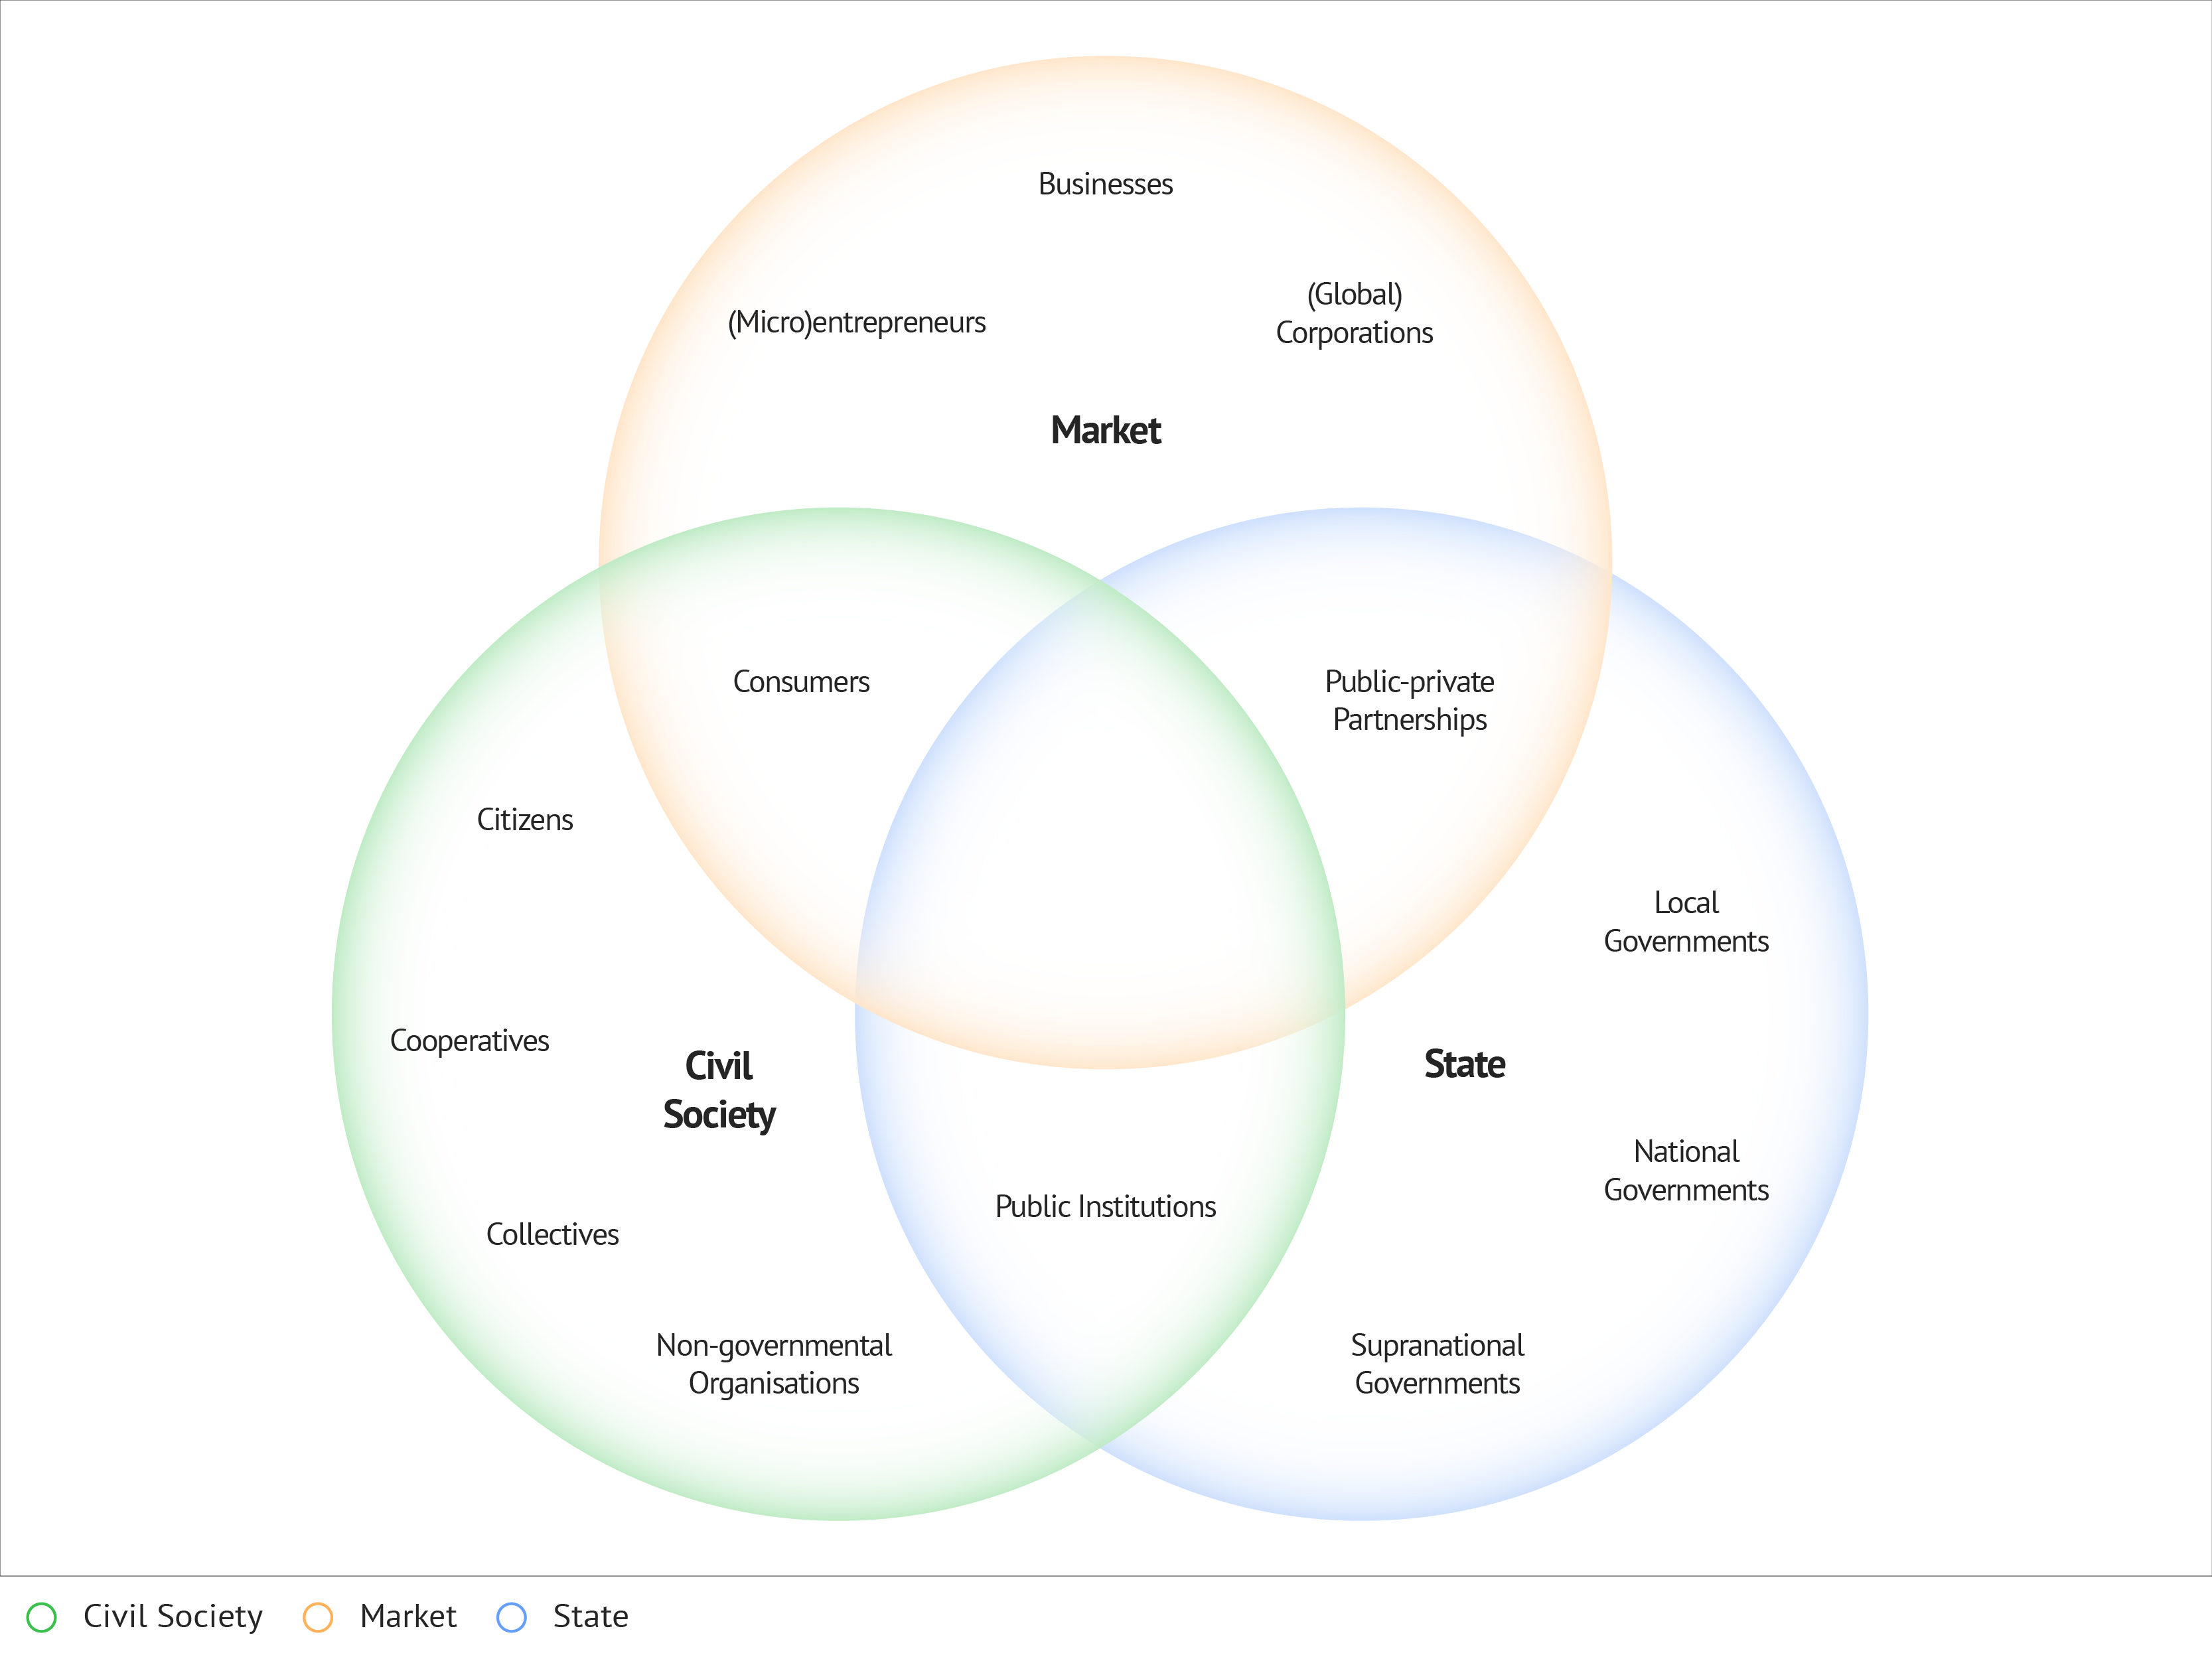 Businesses
(Global)
Corporations
(Micro)entrepreneurs
Market
Consumers
Public-private
Partnerships
Citizens
Local
Governments
Cooperatives
Civil
Society
State
National
Governments
Public Institutions
Collectives
Non-governmental
Organisations
Supranational
Governments
Civil Society
Market
State